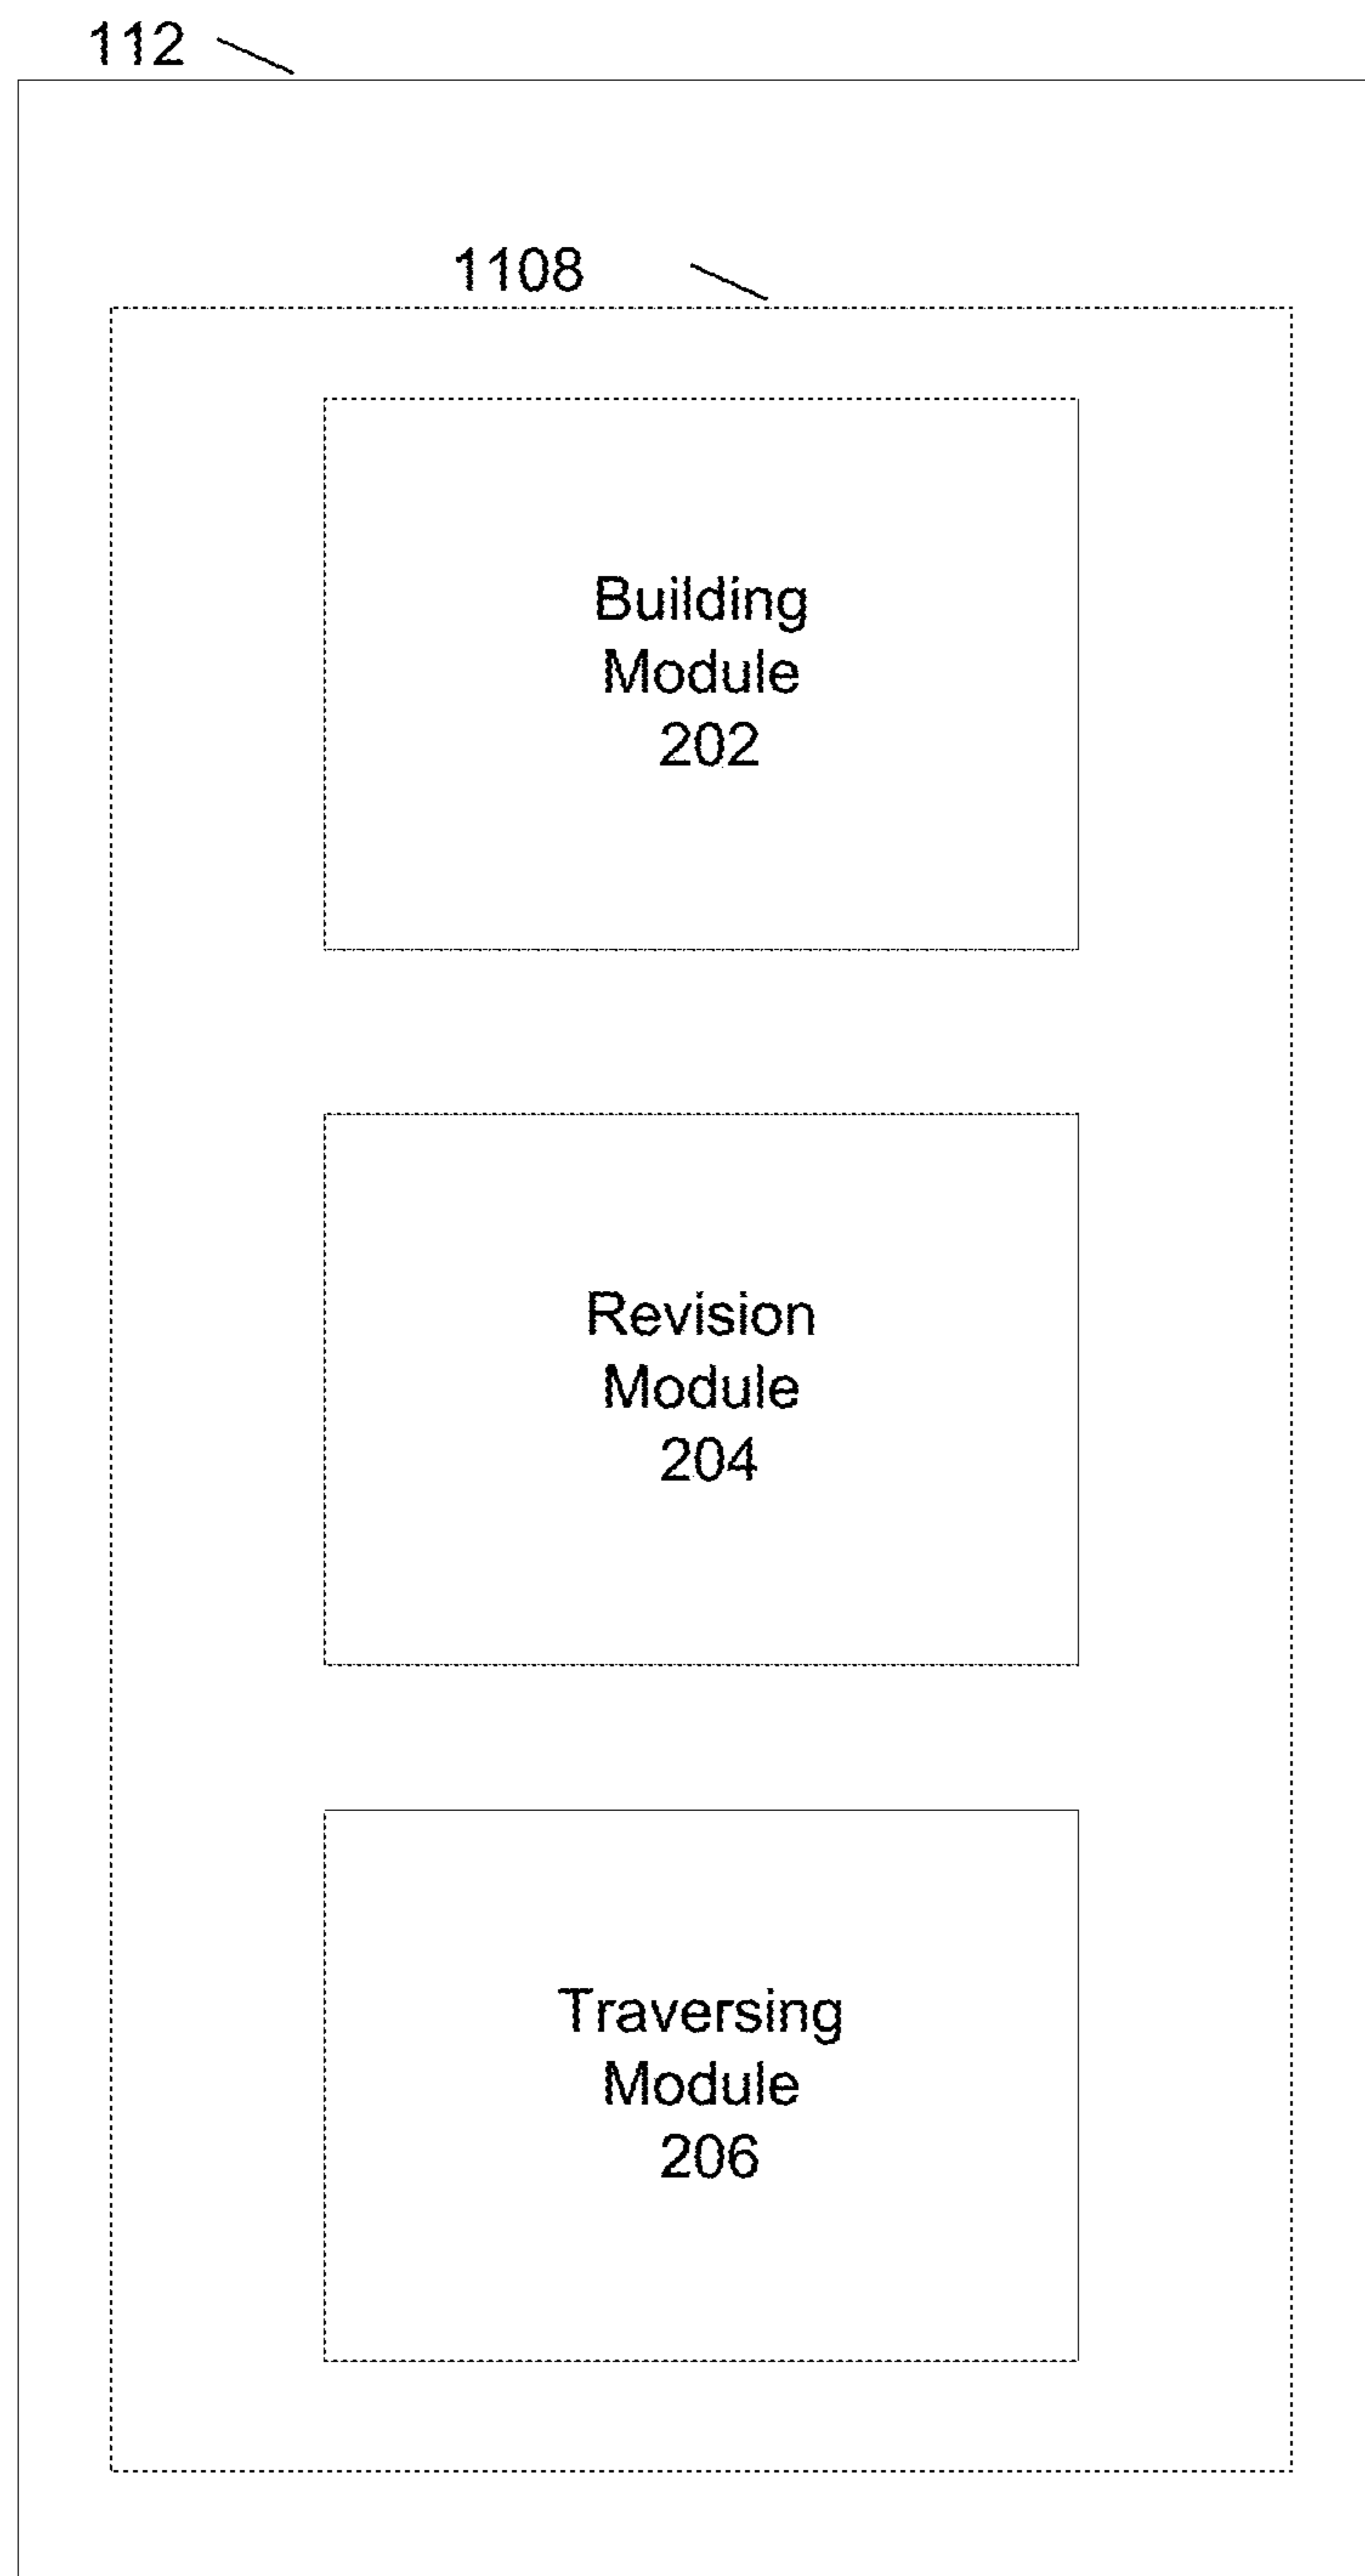 112
1108
Building
Module
202
Revision
Module
204
Traversing
Module
206